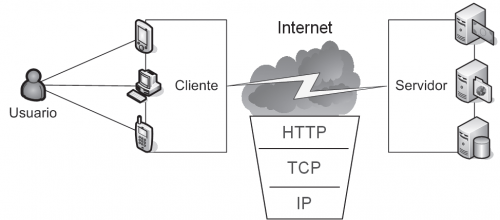 Usuario
Cliente
Internet
HTTP
TCP
IP
Servidor